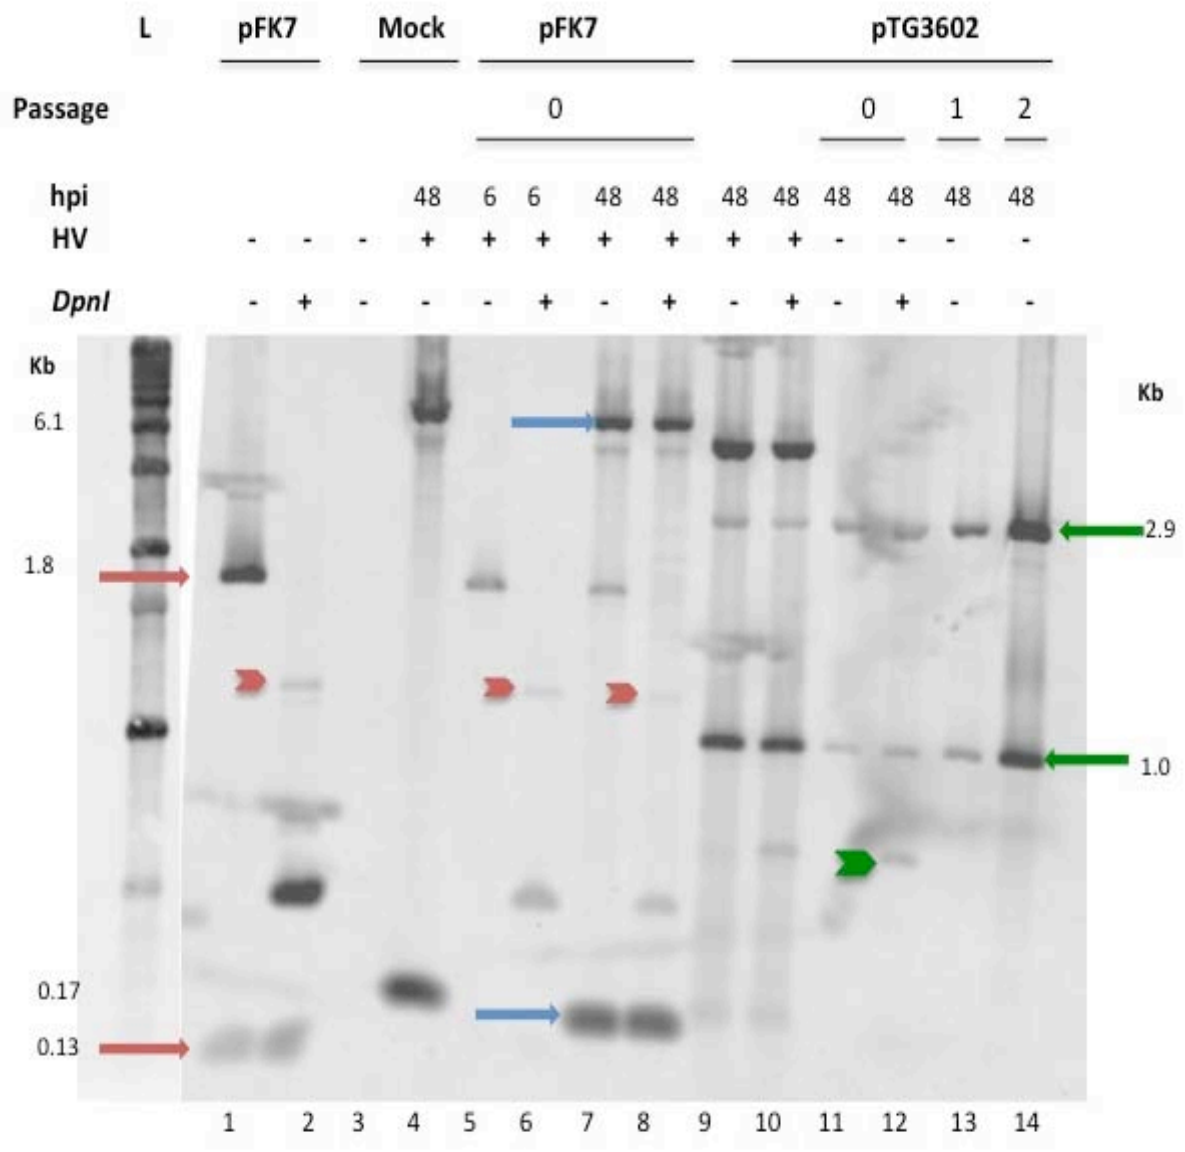 L pFK7 Mock pFK7 pTG3602
Passage 0 0 1 2
hpi 48 6 6 48 48 48 48 48 48 48 48
HV - - - + + + + + + + - - - -
DpnI - + - - - + - + - + - + - -
Kb
Kb
6.1
2.9
1.8
1.0
0.17
0.13
1 2 3 4 5 6 7 8 9 10 11 12 13 14